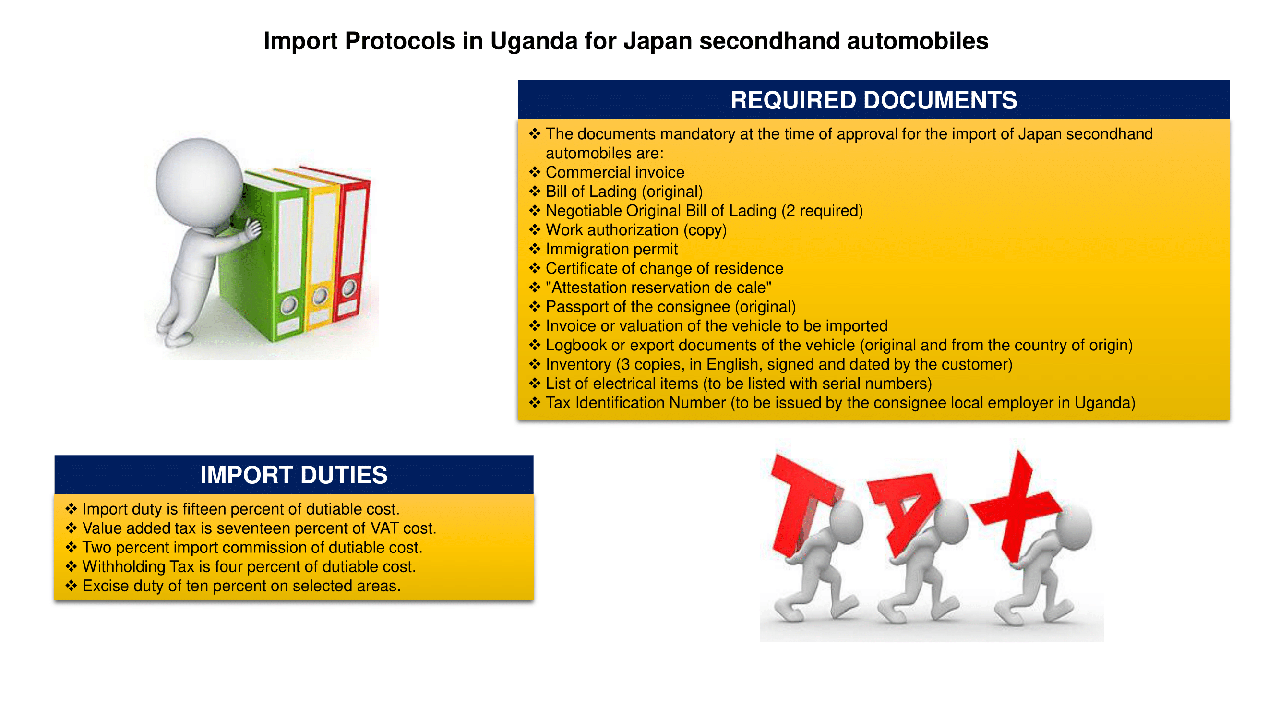 Import Protocols in Uganda for Japan secondhand automobiles
REQUIRED DOCUMENTS
❖ The documents mandatory at the time of approval for the import of Japan secondhand
automobiles are:
❖ Commercial invoice
❖ Bill of Lading (original)
❖ Negotiable Original Bill of Lading (2 required)
❖ Work authorization (copy)
❖ Immigration permit
❖ Certificate of change of residence
❖ "Attestation reservation de cale"
❖ Passport of the consignee (original)
❖ Invoice or valuation of the vehicle to be imported
❖ Logbook or export documents of the vehicle (original and from the country of origin)
❖ Inventory (3 copies, in English, signed and dated by the customer)
❖ List of electrical items (to be listed with serial numbers)
❖ Tax Identification Number (to be issued by the consignee local employer in Uganda)
IMPORT DUTIES
❖ Import duty is fifteen percent of dutiable cost.
❖ Value added tax is seventeen percent of VAT cost.
❖ Two percent import commission of dutiable cost.
❖ Withholding Tax is four percent of dutiable cost.
❖ Excise duty of ten percent on selected areas.
TAX